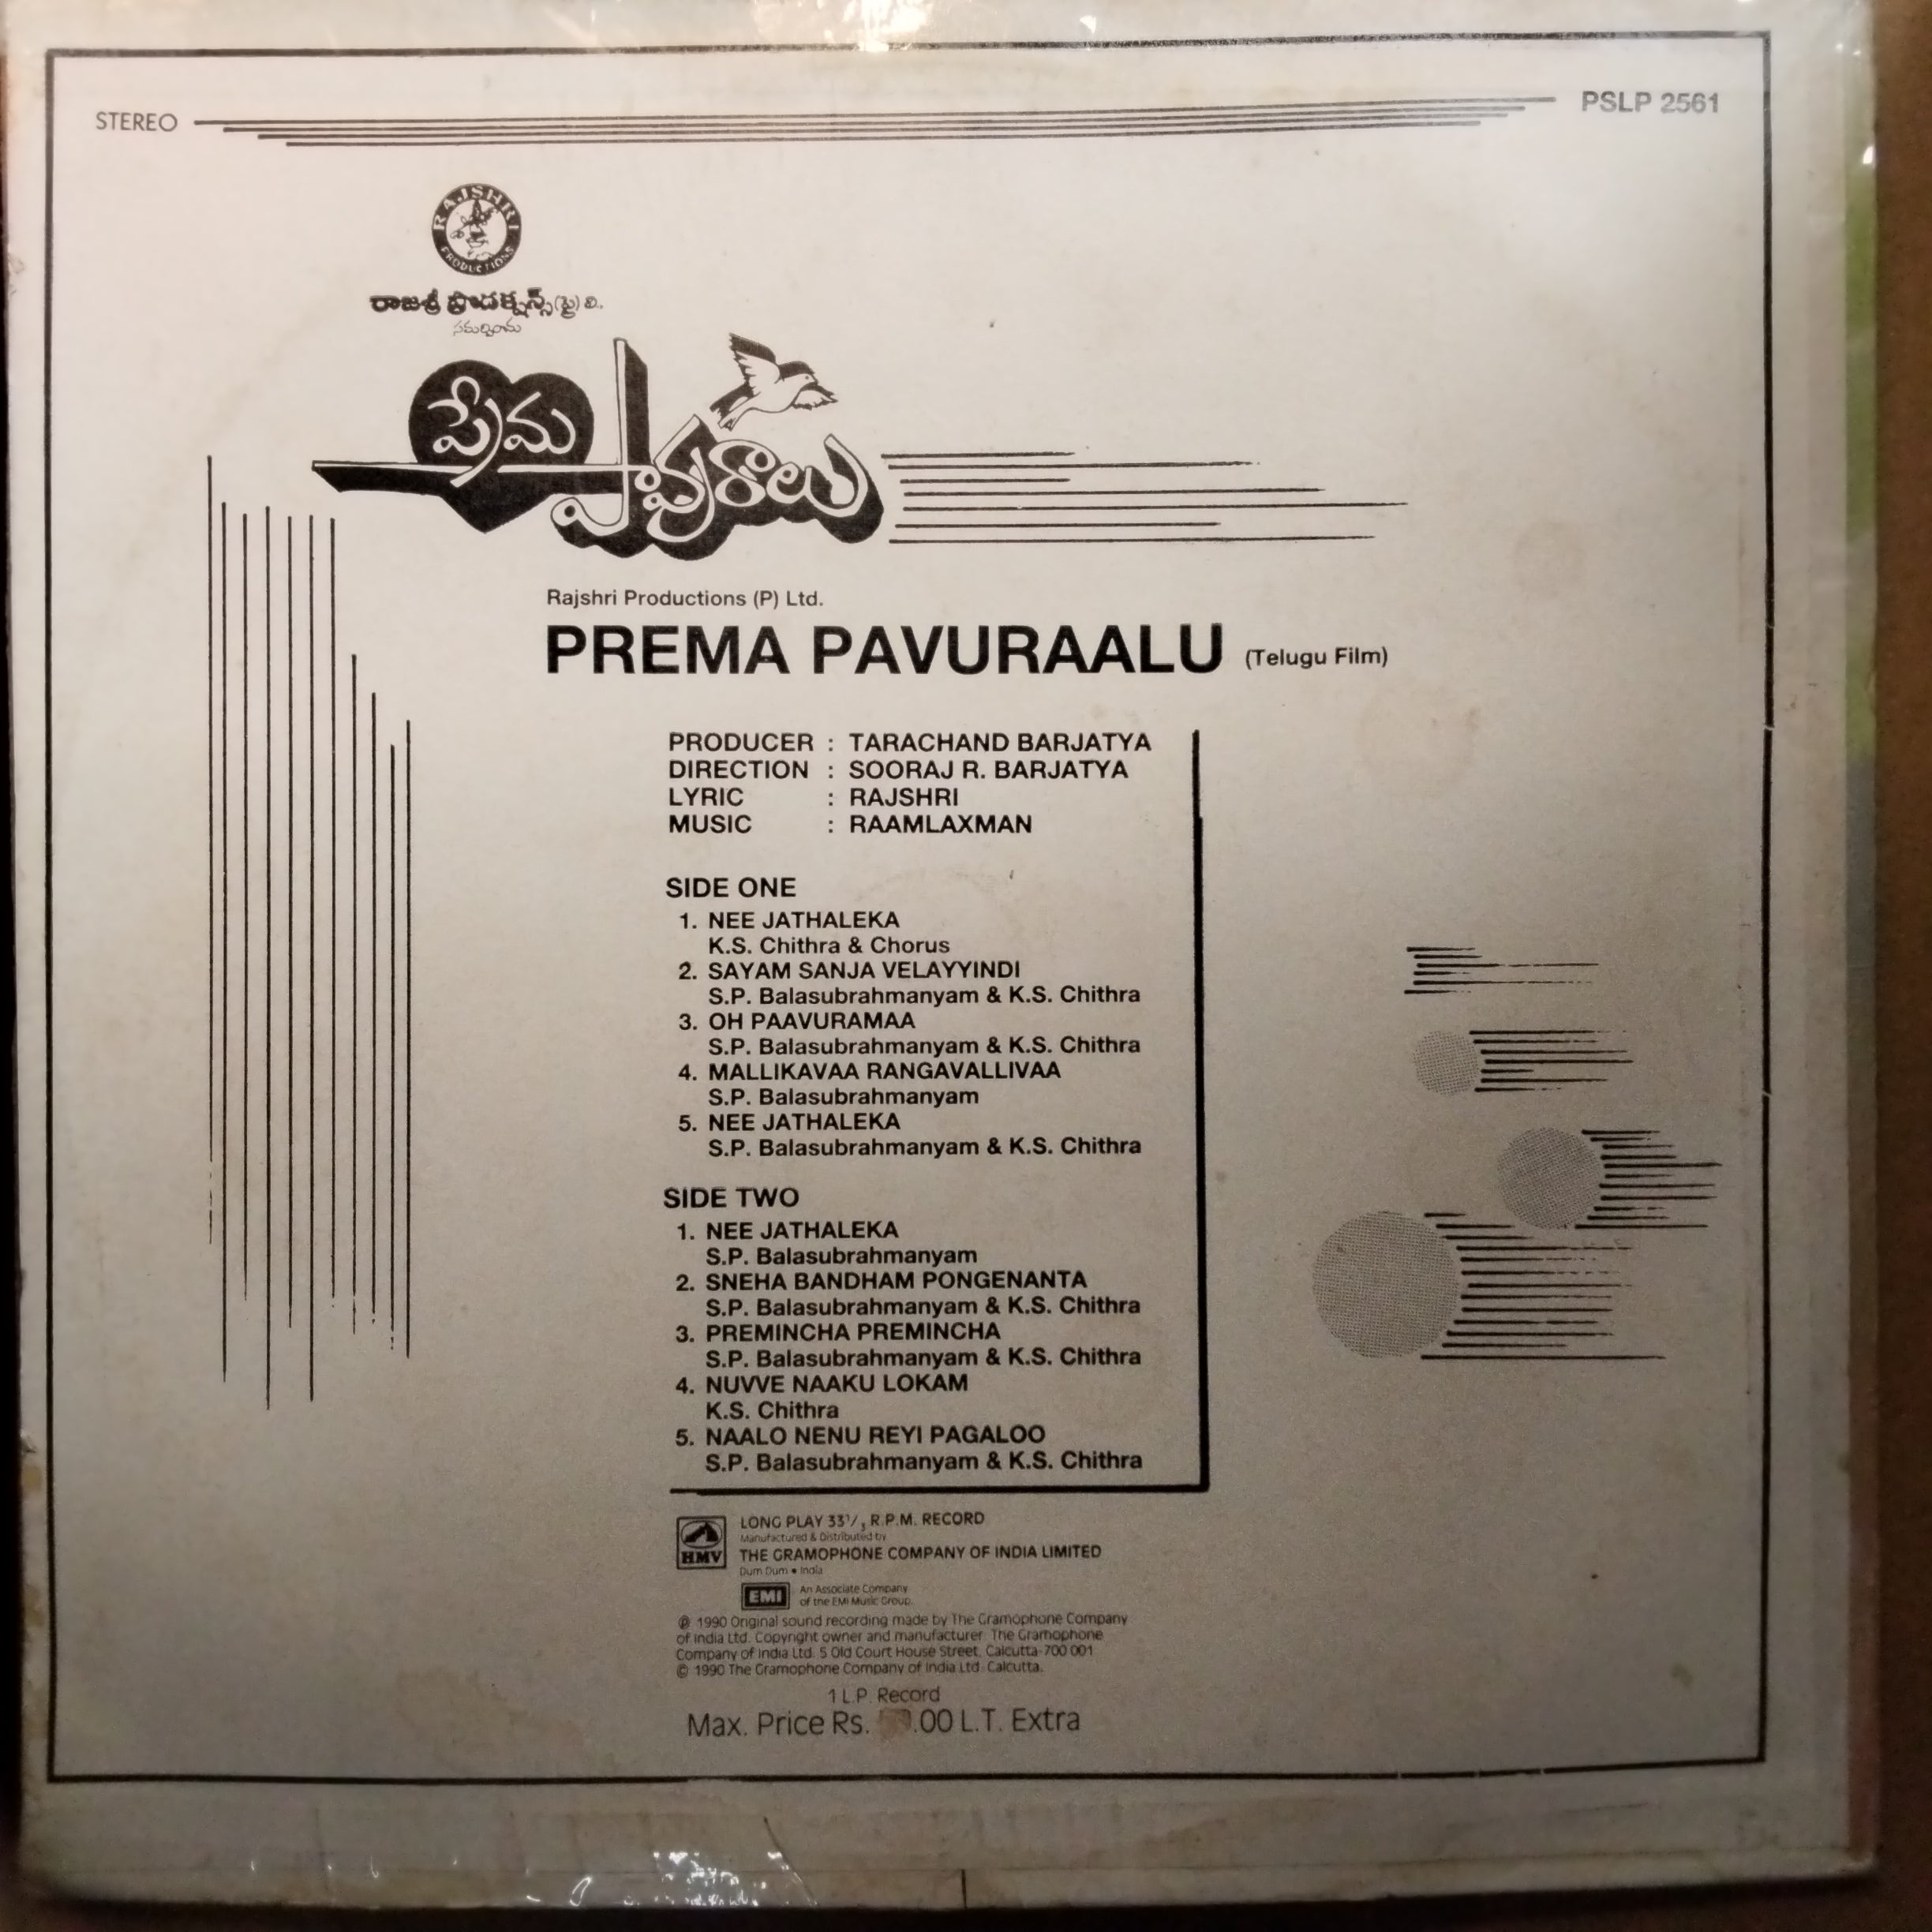 STEREO
PSLP 2561
RAJSHRI
PRODUCTIONS
రాజశ్రీ ప్రొడక్షన్స్ (ప్రై) లి.,
సమర్పించు
ప్రేమ
పావురాలు
Rajshri Productions (P) Ltd.
PREMA PAVURAALU (Telugu Film)
PRODUCER : TARACHAND BARJATYA
DIRECTION : SOORAJ R. BARJATYA
LYRIC : RAJSHRI
MUSIC : RAAMLAXMAN
SIDE ONE
1. NEE JATHALEKA
K.S. Chithra & Chorus
2. SAYAM SANJA VELAYYINDI
S.P. Balasubrahmanyam & K.S. Chithra
3. OH PAAVURAMAA
S.P. Balasubrahmanyam & K.S. Chithra
4. MALLIKAVAA RANGAVALLIVAA
S.P. Balasubrahmanyam
5. NEE JATHALEKA
S.P. Balasubrahmanyam & K.S. Chithra
SIDE TWO
1. NEE JATHALEKA
S.P. Balasubrahmanyam
2. SNEHA BANDHAM PONGENANTA
S.P. Balasubrahmanyam & K.S. Chithra
3. PREMINCHA PREMINCHA
S.P. Balasubrahmanyam & K.S. Chithra
4. NUVVE NAAKU LOKAM
K.S. Chithra
5. NAALO NENU REYI PAGALOO
S.P. Balasubrahmanyam & K.S. Chithra
HMV
LONG PLAY 33¹/₃ R.P.M. RECORD
Manufactured & Distributed by
THE GRAMOPHONE COMPANY OF INDIA LIMITED
Dum Dum • India
EMI
An Associate Company
of the EMI Music Group.
℗ 1990 Original sound recording made by The Gramophone Company
of India Ltd. Copyright owner and manufacturer: The Gramophone
Company of India Ltd. 5 Old Court House Street, Calcutta-700 001
© 1990 The Gramophone Company of India Ltd. Calcutta.
1 L.P. Record
Max. Price Rs. .00 L.T. Extra